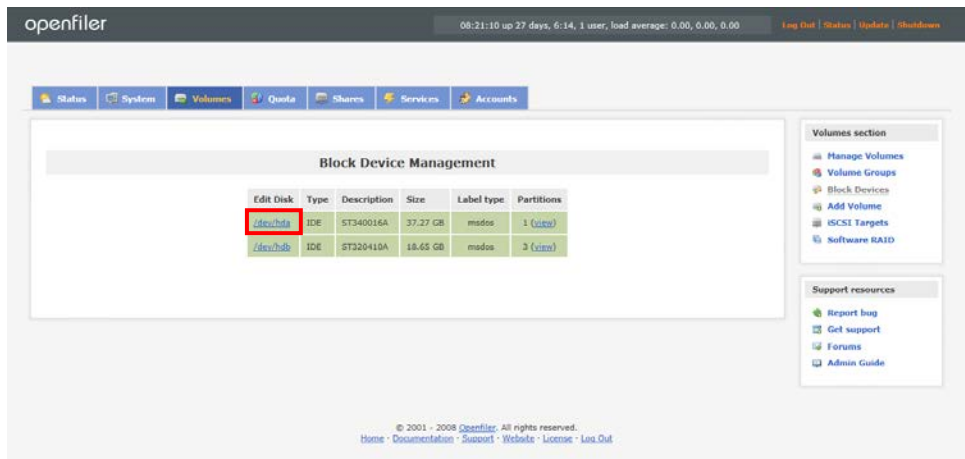 openfiler
08:21:10 up 27 days, 6:14, 1 user, load average: 0.00, 0.00, 0.00
Log Out | Status | Update | Shutdown
Status System Volumes Quota Shares Services Accounts
Block Device Management
Edit Disk Type Description Size Label type Partitions
/dev/hda IDE ST340016A 37.27 GB msdos 1 (view)
/dev/hdb IDE ST320410A 18.65 GB msdos 3 (view)
Volumes section
Manage Volumes
Volume Groups
Block Devices
Add Volume
iSCSI Targets
Software RAID
Support resources
Report bug
Get support
Forums
Admin Guide
© 2001 - 2008 Openfiler. All rights reserved.
Home · Documentation · Support · Website · License · Log Out